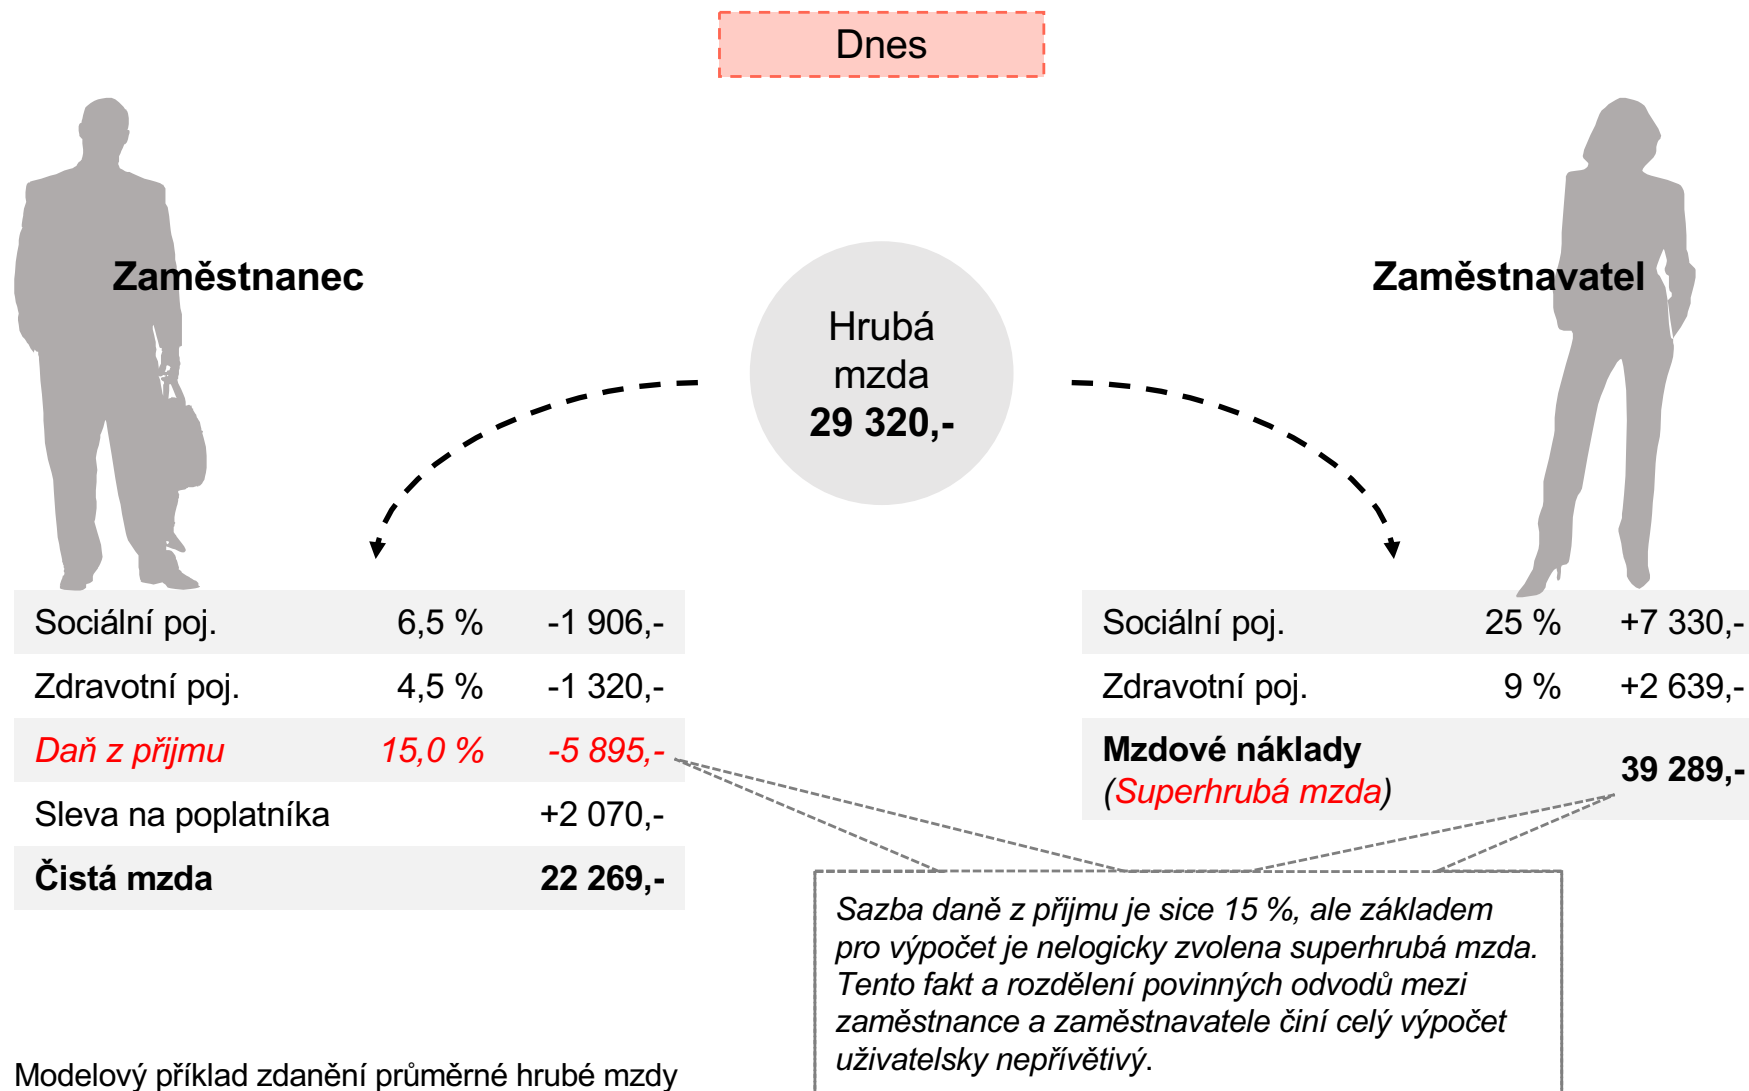 Dnes
Zaměstnanec
Zaměstnavatel
Hrubá
mzda
29 320,-
Sociální poj. 6,5 % -1 906,-
Zdravotní poj. 4,5 % -1 320,-
Daň z přijmu 15,0 % -5 895,-
Sleva na poplatníka +2 070,-
Čistá mzda 22 269,-
Sociální poj. 25 % +7 330,-
Zdravotní poj. 9 % +2 639,-
Mzdové náklady
(Superhrubá mzda) 39 289,-
Sazba daně z přijmu je sice 15 %, ale základem
pro výpočet je nelogicky zvolena superhrubá mzda.
Tento fakt a rozdělení povinných odvodů mezi
zaměstnance a zaměstnavatele činí celý výpočet
uživatelsky nepřívětivý.
Modelový příklad zdanění průměrné hrubé mzdy